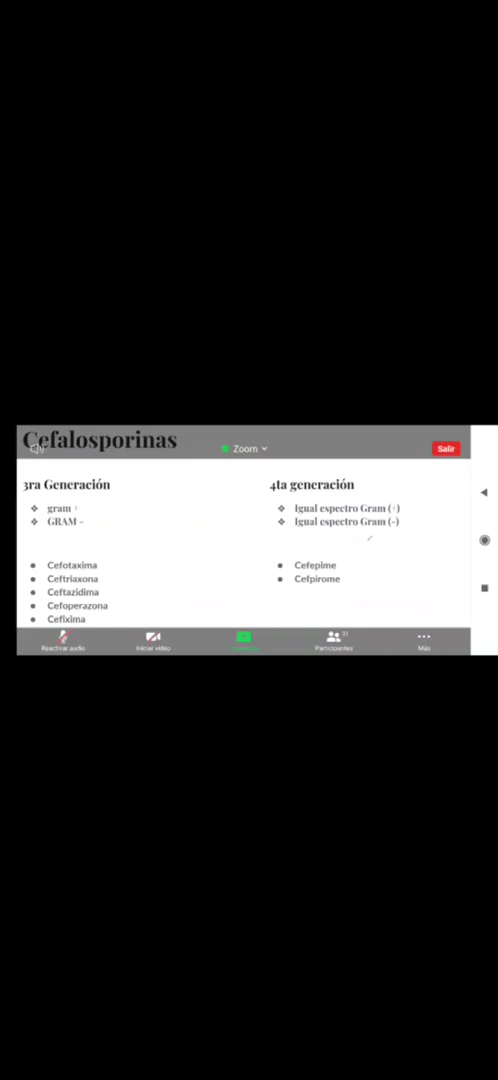 Cefalosporinas
Zoom
Salir
3ra Generación
gram +
GRAM -
Cefotaxima
Ceftriaxona
Ceftazidima
Cefoperazona
Cefixima
4ta generación
Igual espectro Gram (+)
Igual espectro Gram (-)
Cefepime
Cefpirome
Reactivar audio
Iniciar video
Participantes
Más